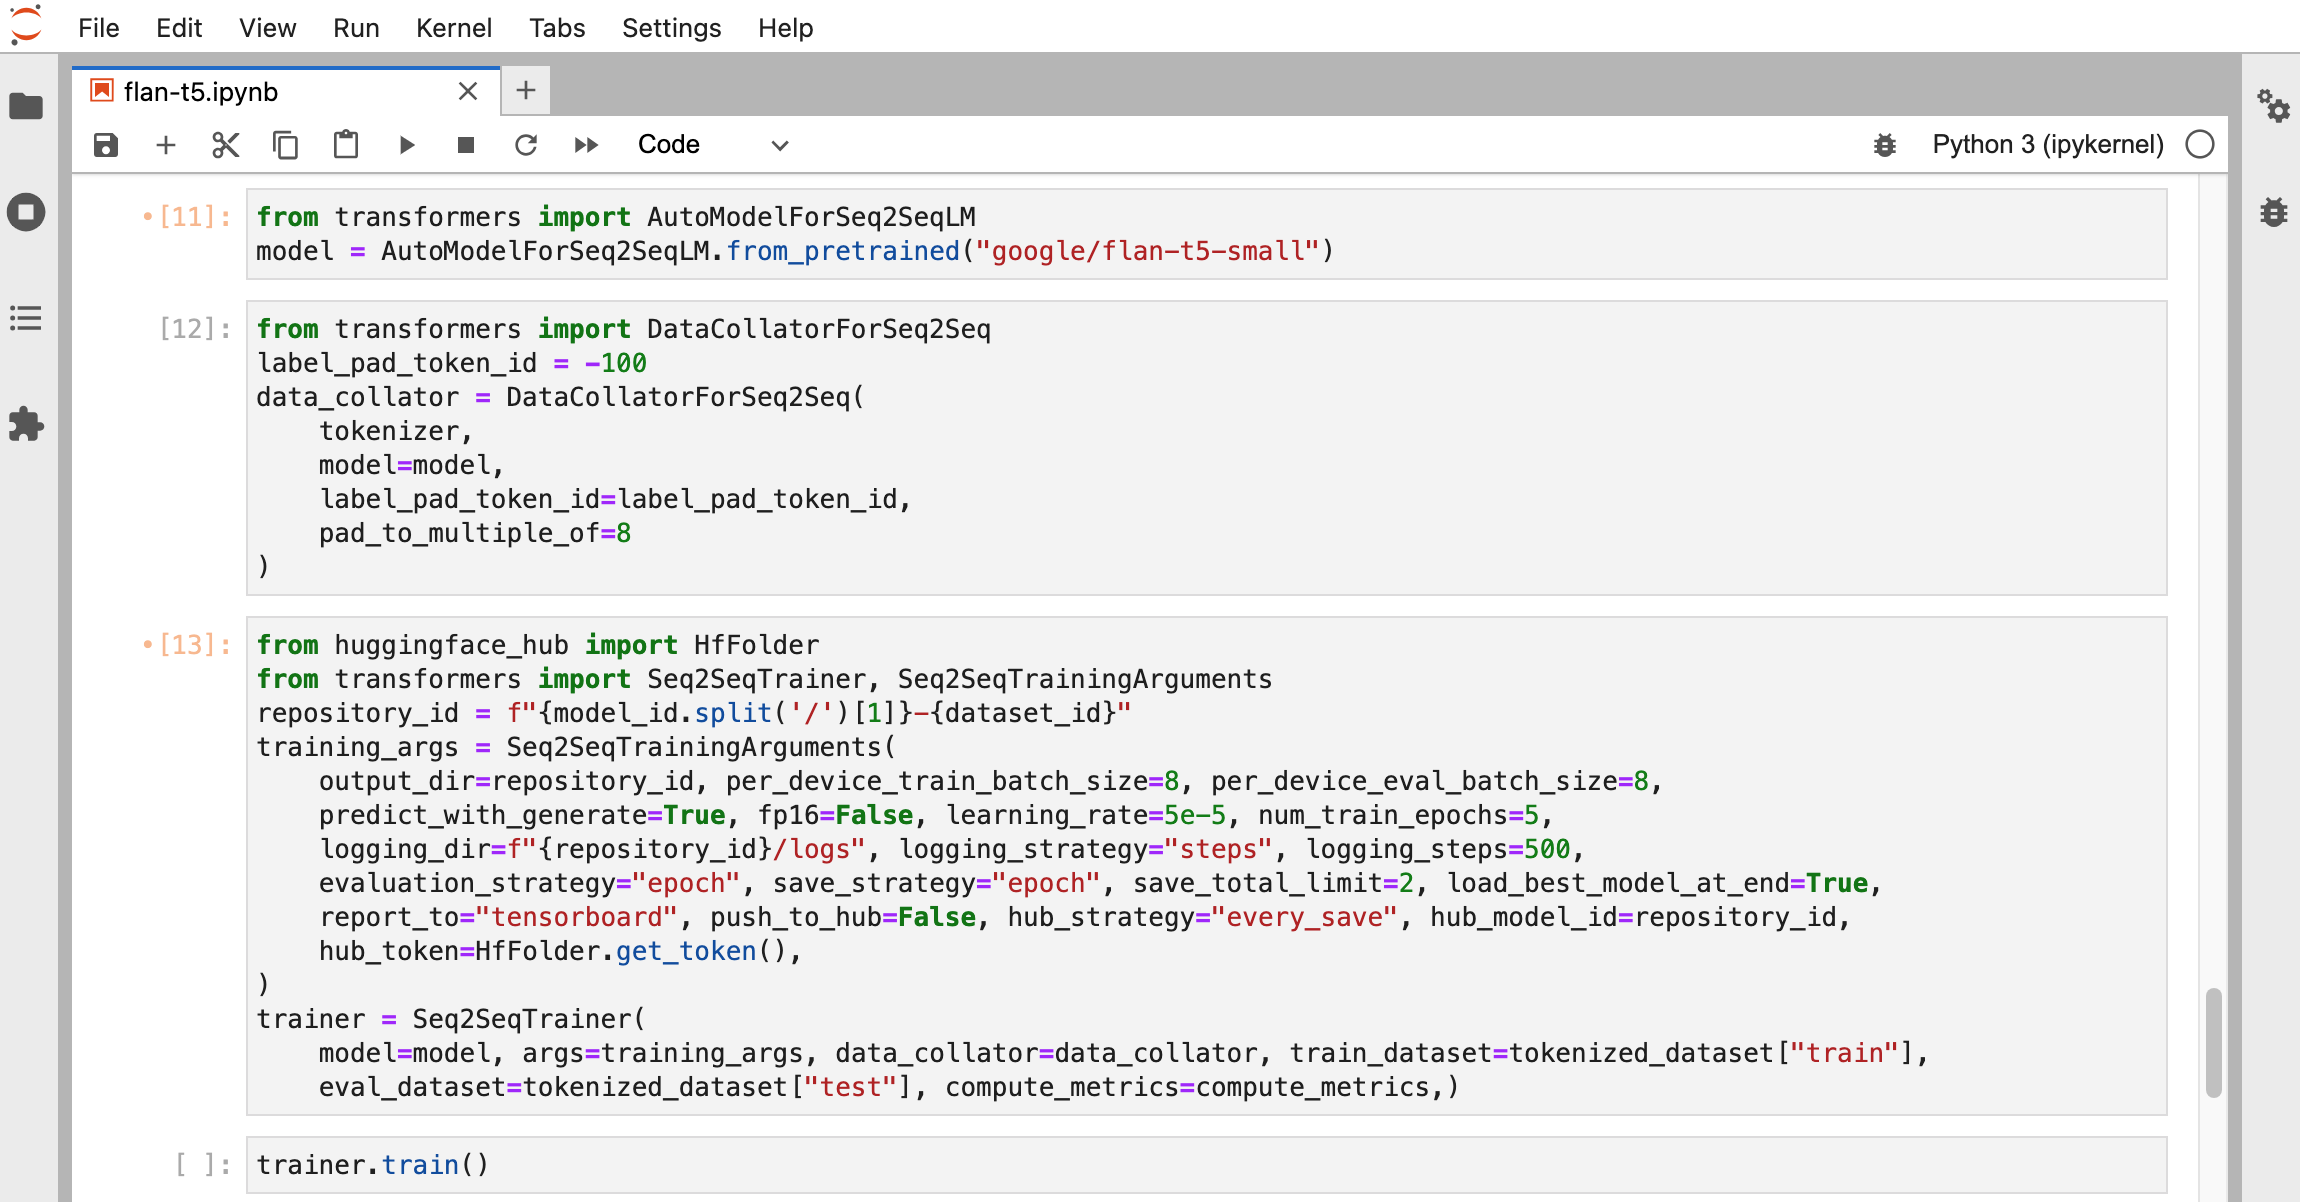 File Edit View Run Kernel Tabs Settings Help
flan-t5.ipynb
Code Python 3 (ipykernel)
[11]: from transformers import AutoModelForSeq2SeqLM
model = AutoModelForSeq2SeqLM.from_pretrained("google/flan-t5-small")
[12]: from transformers import DataCollatorForSeq2Seq
label_pad_token_id = -100
data_collator = DataCollatorForSeq2Seq(
    tokenizer,
    model=model,
    label_pad_token_id=label_pad_token_id,
    pad_to_multiple_of=8
)
[13]: from huggingface_hub import HfFolder
from transformers import Seq2SeqTrainer, Seq2SeqTrainingArguments
repository_id = f"{model_id.split('/')[1]}-{dataset_id}"
training_args = Seq2SeqTrainingArguments(
    output_dir=repository_id, per_device_train_batch_size=8, per_device_eval_batch_size=8,
    predict_with_generate=True, fp16=False, learning_rate=5e-5, num_train_epochs=5,
    logging_dir=f"{repository_id}/logs", logging_strategy="steps", logging_steps=500,
    evaluation_strategy="epoch", save_strategy="epoch", save_total_limit=2, load_best_model_at_end=True,
    report_to="tensorboard", push_to_hub=False, hub_strategy="every_save", hub_model_id=repository_id,
    hub_token=HfFolder.get_token(),
)
trainer = Seq2SeqTrainer(
    model=model, args=training_args, data_collator=data_collator, train_dataset=tokenized_dataset["train"],
    eval_dataset=tokenized_dataset["test"], compute_metrics=compute_metrics,)
[ ]: trainer.train()